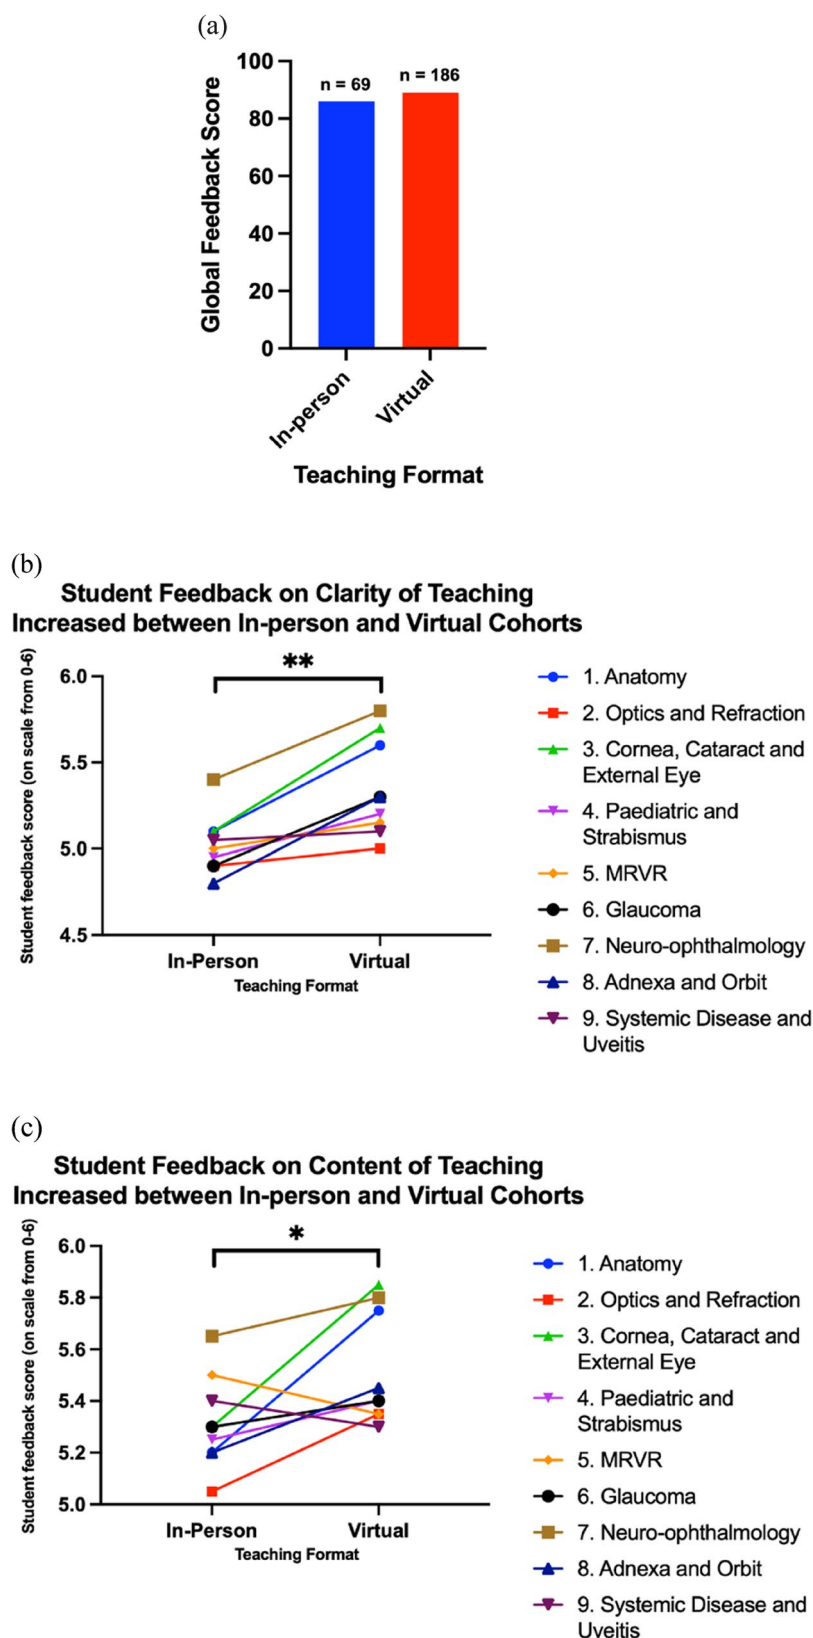 (a)
100
80
60
40
20
0
Global Feedback Score
n = 69
n = 186
In-person
Virtual
Teaching Format
(b)
Student Feedback on Clarity of Teaching
Increased between In-person and Virtual Cohorts
Student feedback score (on scale from 0-6)
6.0
5.5
5.0
4.5
**
In-Person
Virtual
Teaching Format
1. Anatomy
2. Optics and Refraction
3. Cornea, Cataract and
External Eye
4. Paediatric and
Strabismus
5. MRVR
6. Glaucoma
7. Neuro-ophthalmology
8. Adnexa and Orbit
9. Systemic Disease and
Uveitis
(c)
Student Feedback on Content of Teaching
Increased between In-person and Virtual Cohorts
Student feedback score (on scale from 0-6)
6.0
5.8
5.6
5.4
5.2
5.0
*
In-Person
Virtual
Teaching Format
1. Anatomy
2. Optics and Refraction
3. Cornea, Cataract and
External Eye
4. Paediatric and
Strabismus
5. MRVR
6. Glaucoma
7. Neuro-ophthalmology
8. Adnexa and Orbit
9. Systemic Disease and
Uveitis